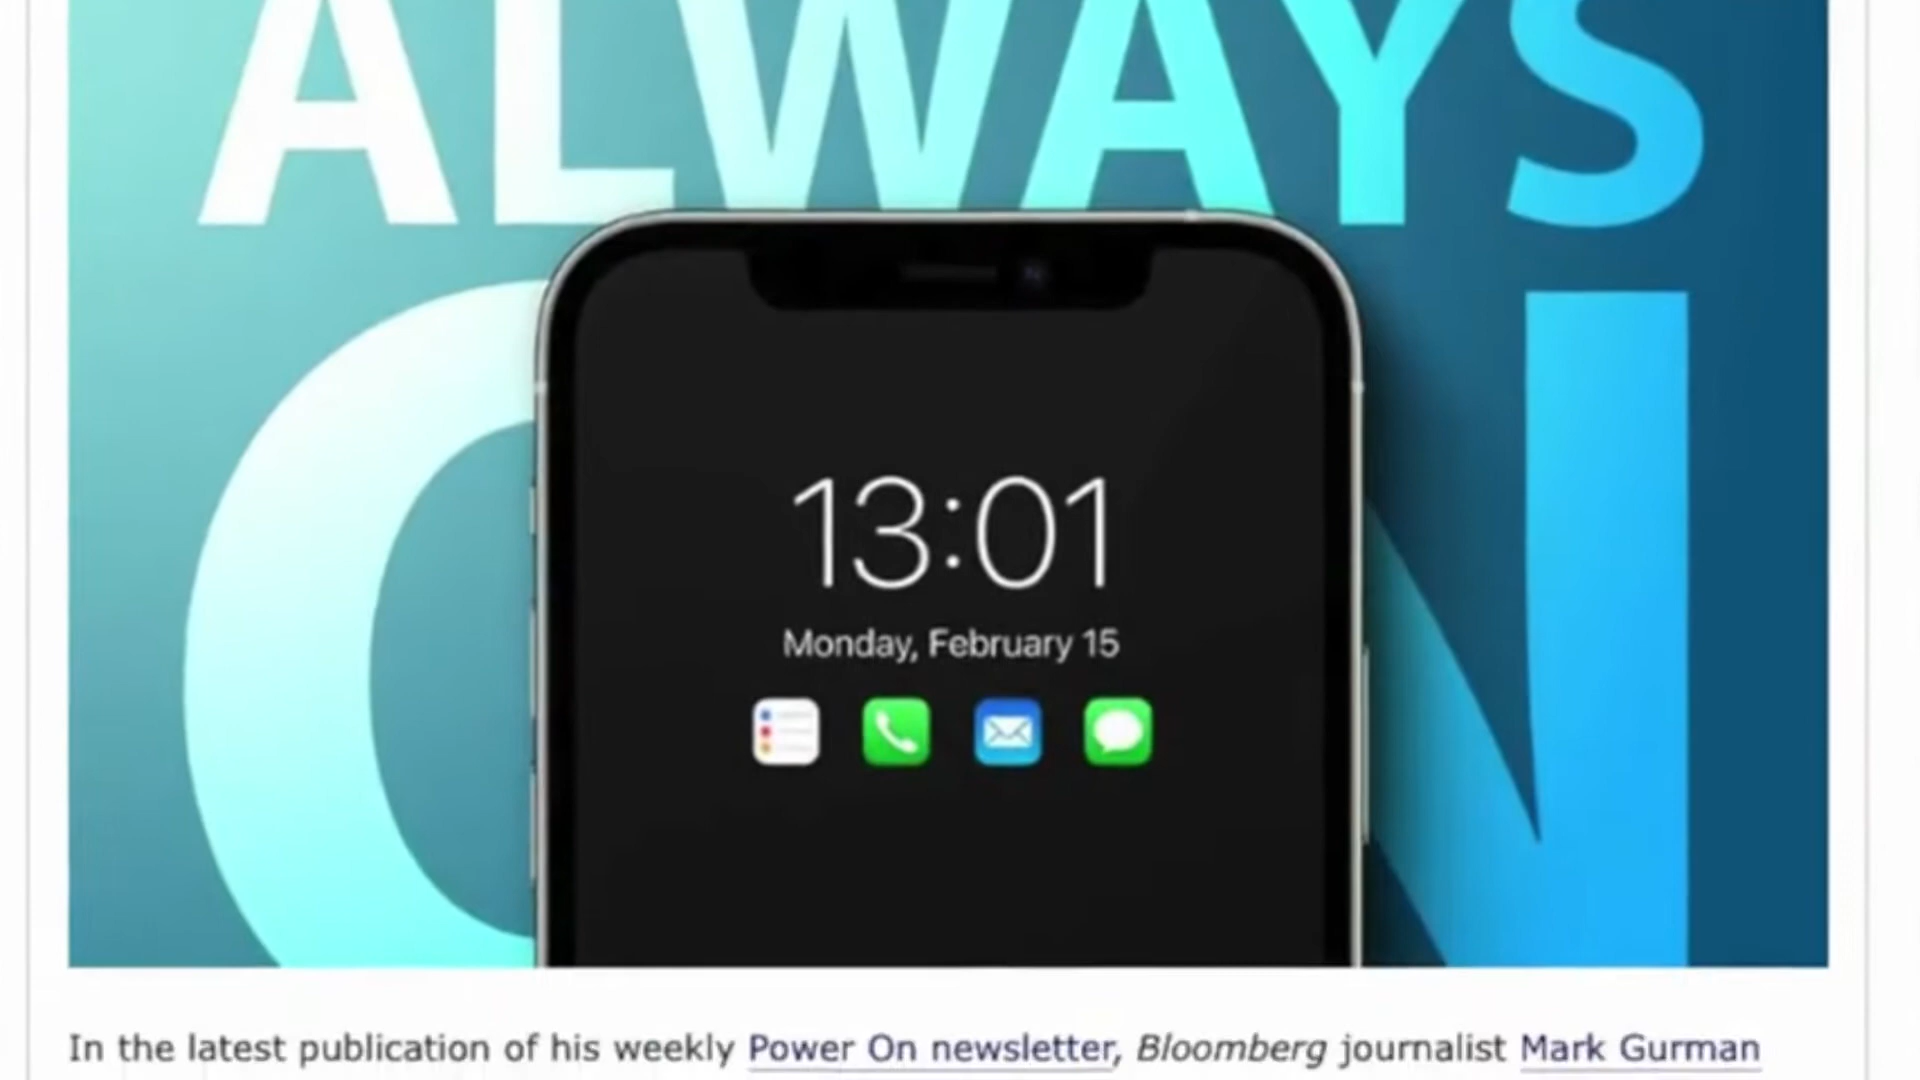 ALWAYS
ON
13:01
Monday, February 15
In the latest publication of his weekly Power On newsletter, Bloomberg journalist Mark Gurman